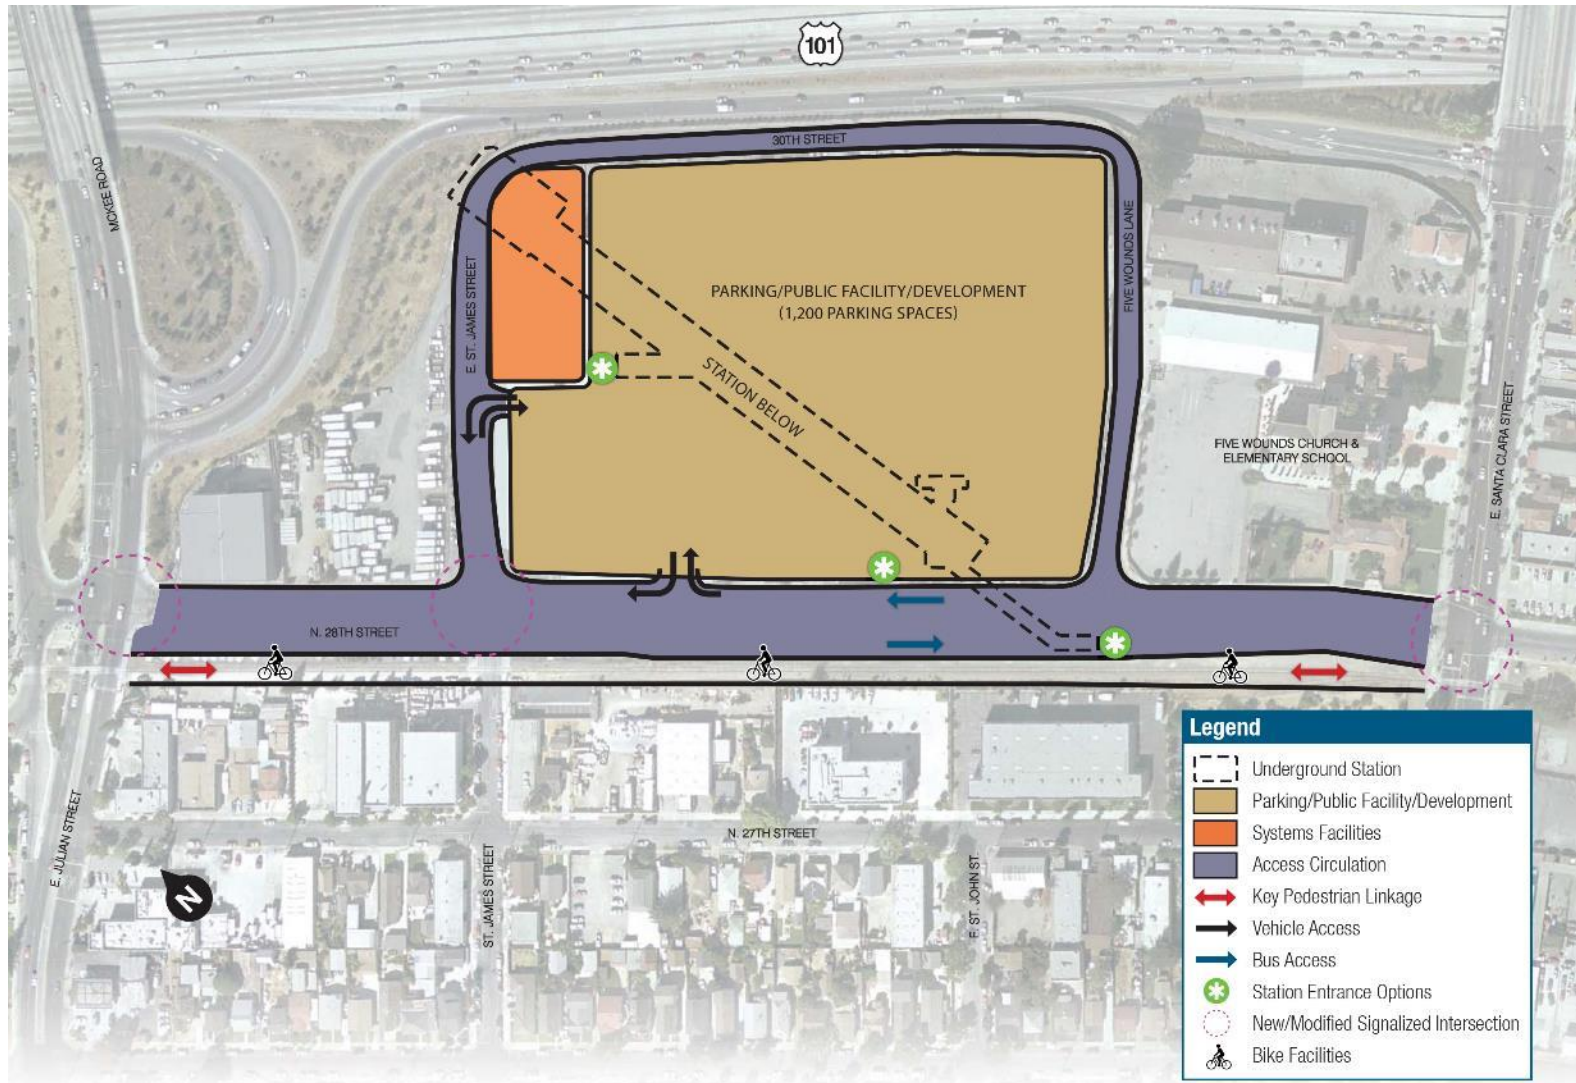 101
30TH STREET
MCKEE ROAD
FIVE WOUNDS LANE
E. ST. JAMES STREET
PARKING/PUBLIC FACILITY/DEVELOPMENT
(1,200 PARKING SPACES)
STATION BELOW
FIVE WOUNDS CHURCH &
ELEMENTARY SCHOOL
E. SANTA CLARA STREET
N. 28TH STREET
E. JULIAN STREET
N. 27TH STREET
ST. JAMES STREET
E. ST. JOHN ST.
N
Legend
Underground Station
Parking/Public Facility/Development
Systems Facilities
Access Circulation
Key Pedestrian Linkage
Vehicle Access
Bus Access
Station Entrance Options
New/Modified Signalized Intersection
Bike Facilities